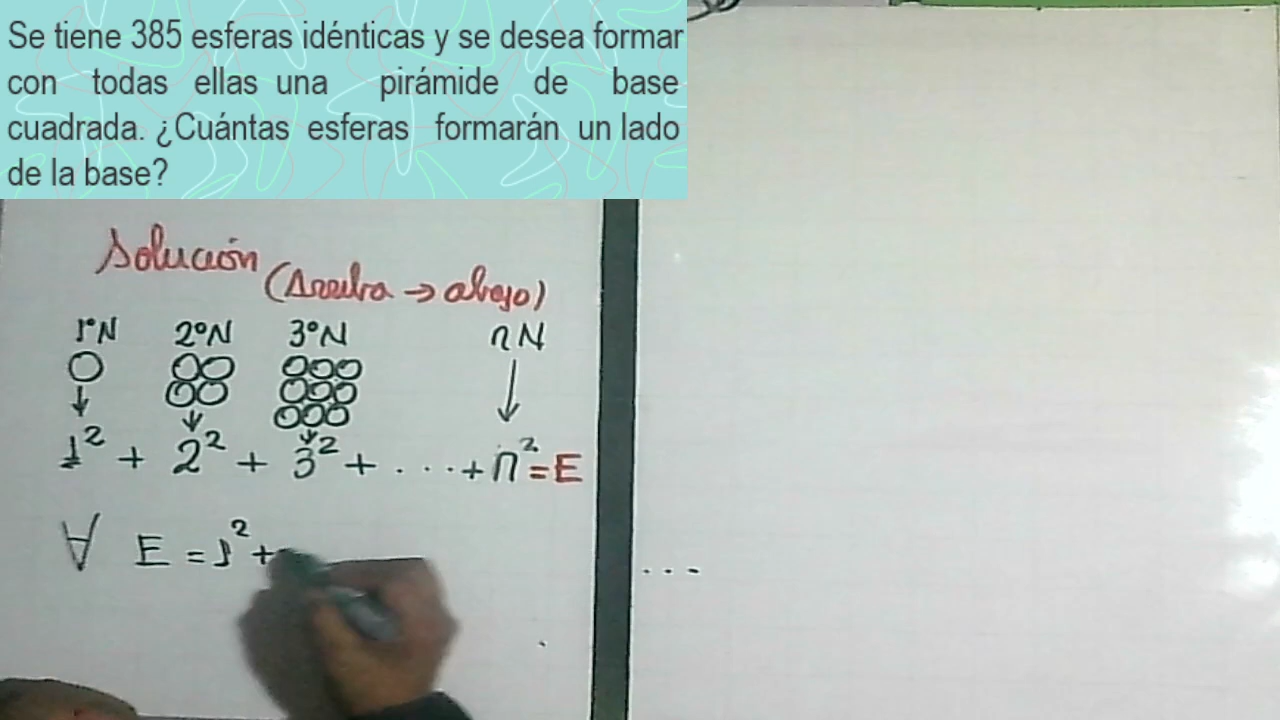 Se tiene 385 esferas idénticas y se desea formar
con todas ellas una pirámide de base
cuadrada. ¿Cuántas esferas formarán un lado
de la base?
Solución
(Arriba → abajo)
1°N 2°N 3°N nN
1² + 2² + 3² + ....+ n² = E
∀ E = 1² +
...